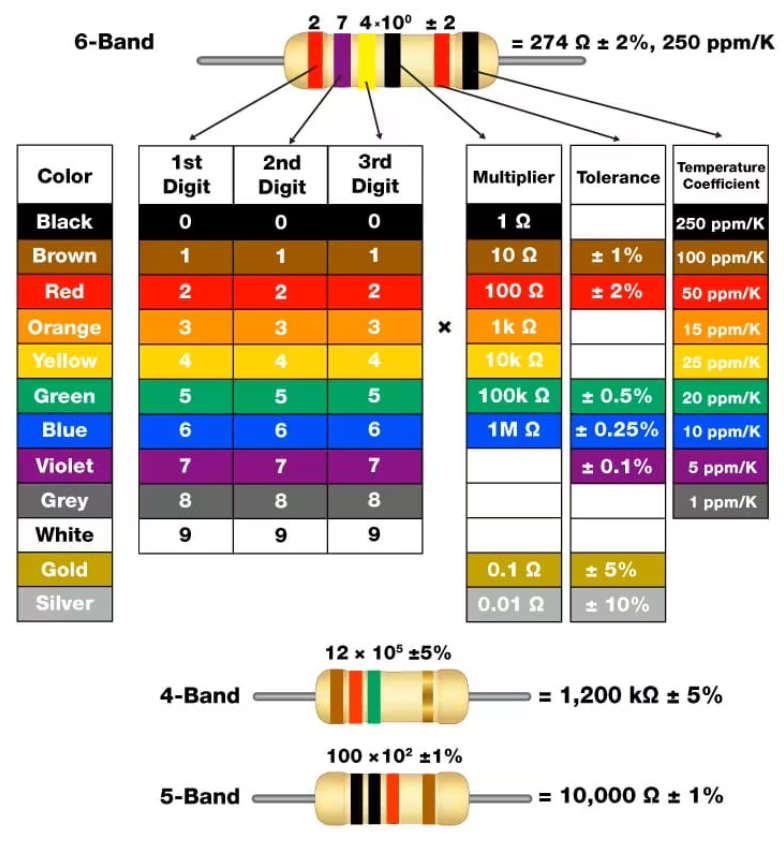 2 7 4×10⁰ ± 2
6-Band = 274 Ω ± 2%, 250 ppm/K
Color 1st Digit 2nd Digit 3rd Digit Multiplier Tolerance Temperature Coefficient
Black 0 0 0 1 Ω 250 ppm/K
Brown 1 1 1 10 Ω ± 1% 100 ppm/K
Red 2 2 2 100 Ω ± 2% 50 ppm/K
Orange 3 3 3 × 1k Ω 15 ppm/K
Yellow 4 4 4 10k Ω 25 ppm/K
Green 5 5 5 100k Ω ± 0.5% 20 ppm/K
Blue 6 6 6 1M Ω ± 0.25% 10 ppm/K
Violet 7 7 7 ± 0.1% 5 ppm/K
Grey 8 8 8 1 ppm/K
White 9 9 9
Gold 0.1 Ω ± 5%
Silver 0.01 Ω ± 10%
12 × 10⁵ ±5%
4-Band = 1,200 kΩ ± 5%
100 ×10² ±1%
5-Band = 10,000 Ω ± 1%